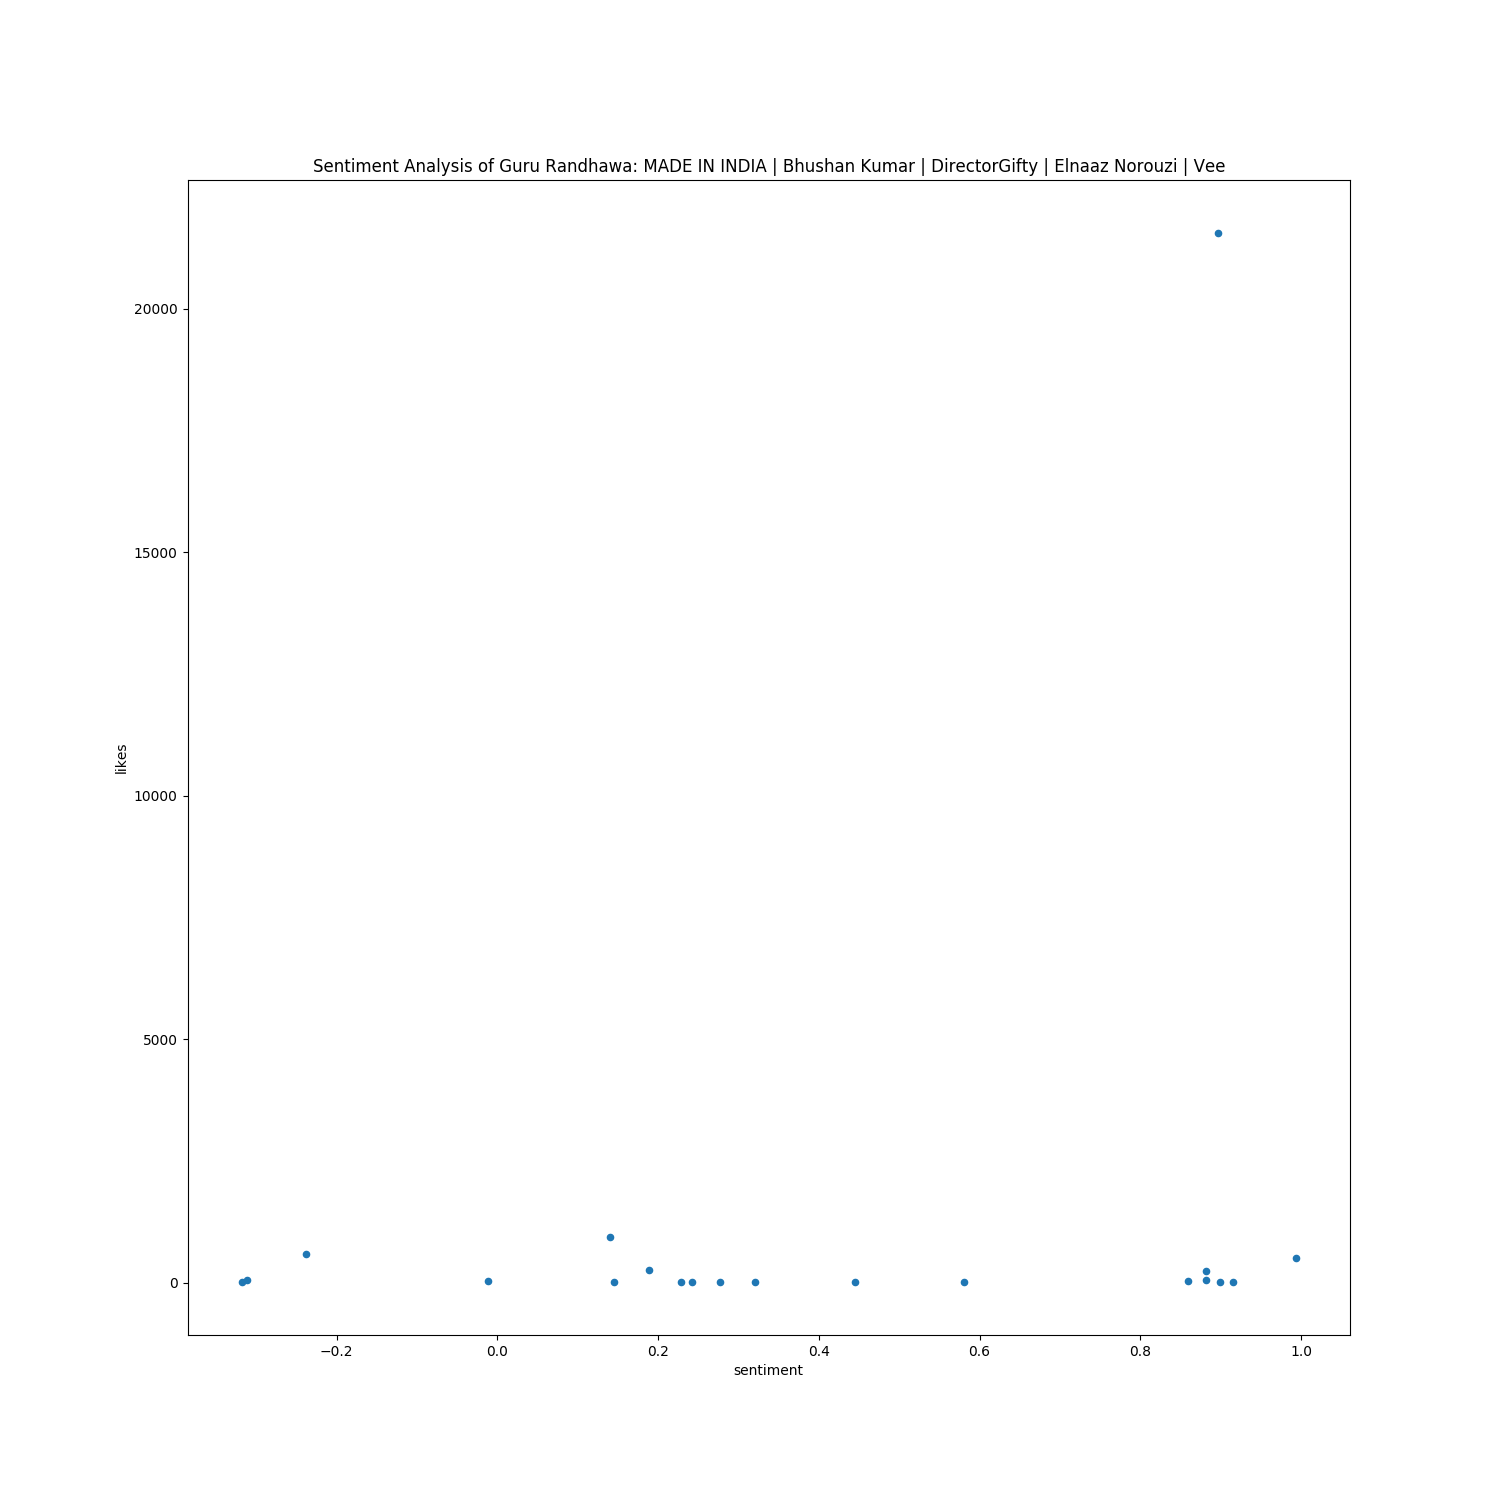 Sentiment Analysis of Guru Randhawa: MADE IN INDIA | Bhushan Kumar | DirectorGifty | Elnaaz Norouzi | Vee
20000
15000
likes
10000
5000
0
−0.2 0.0 0.2 0.4 0.6 0.8 1.0
sentiment